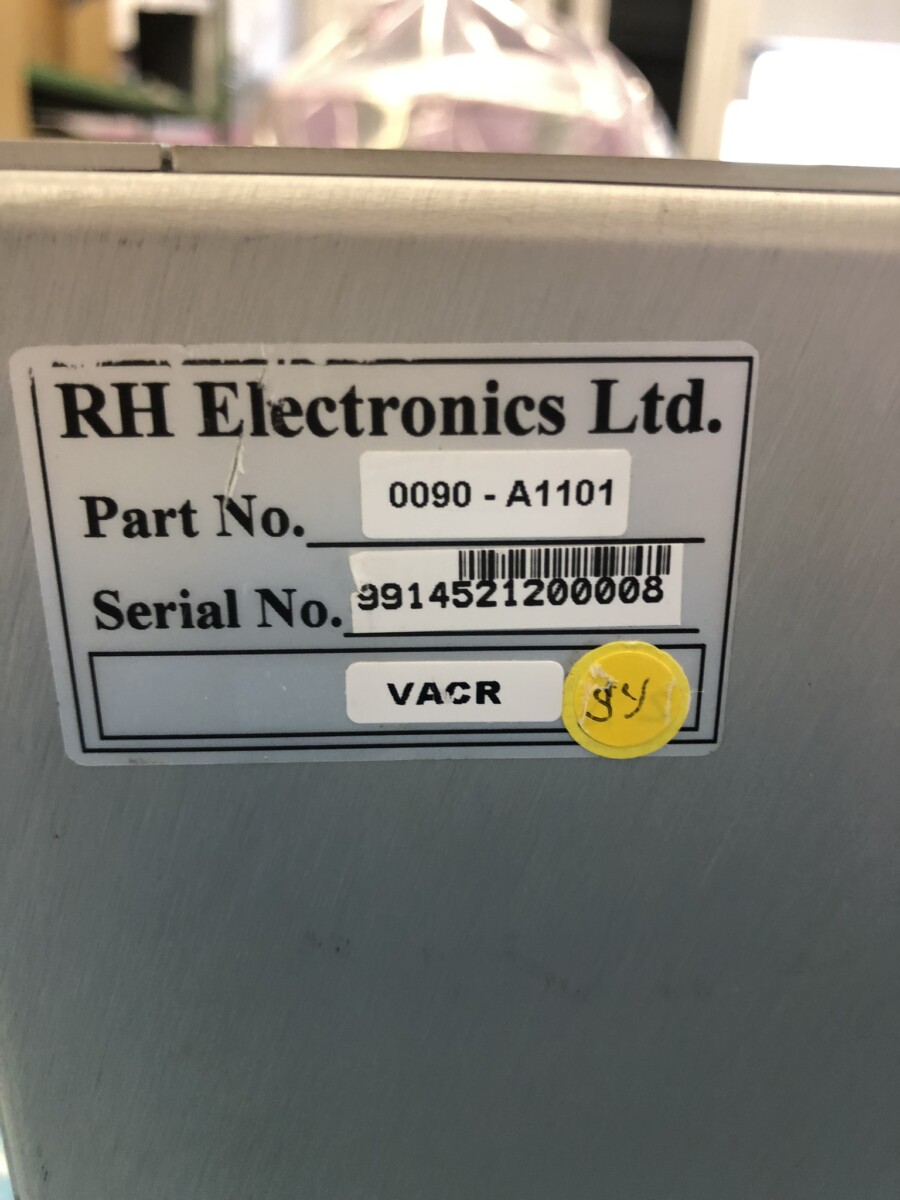 RH Electronics Ltd.
Part No. 0090 - A1101
Serial No. 9914521200008
VACR